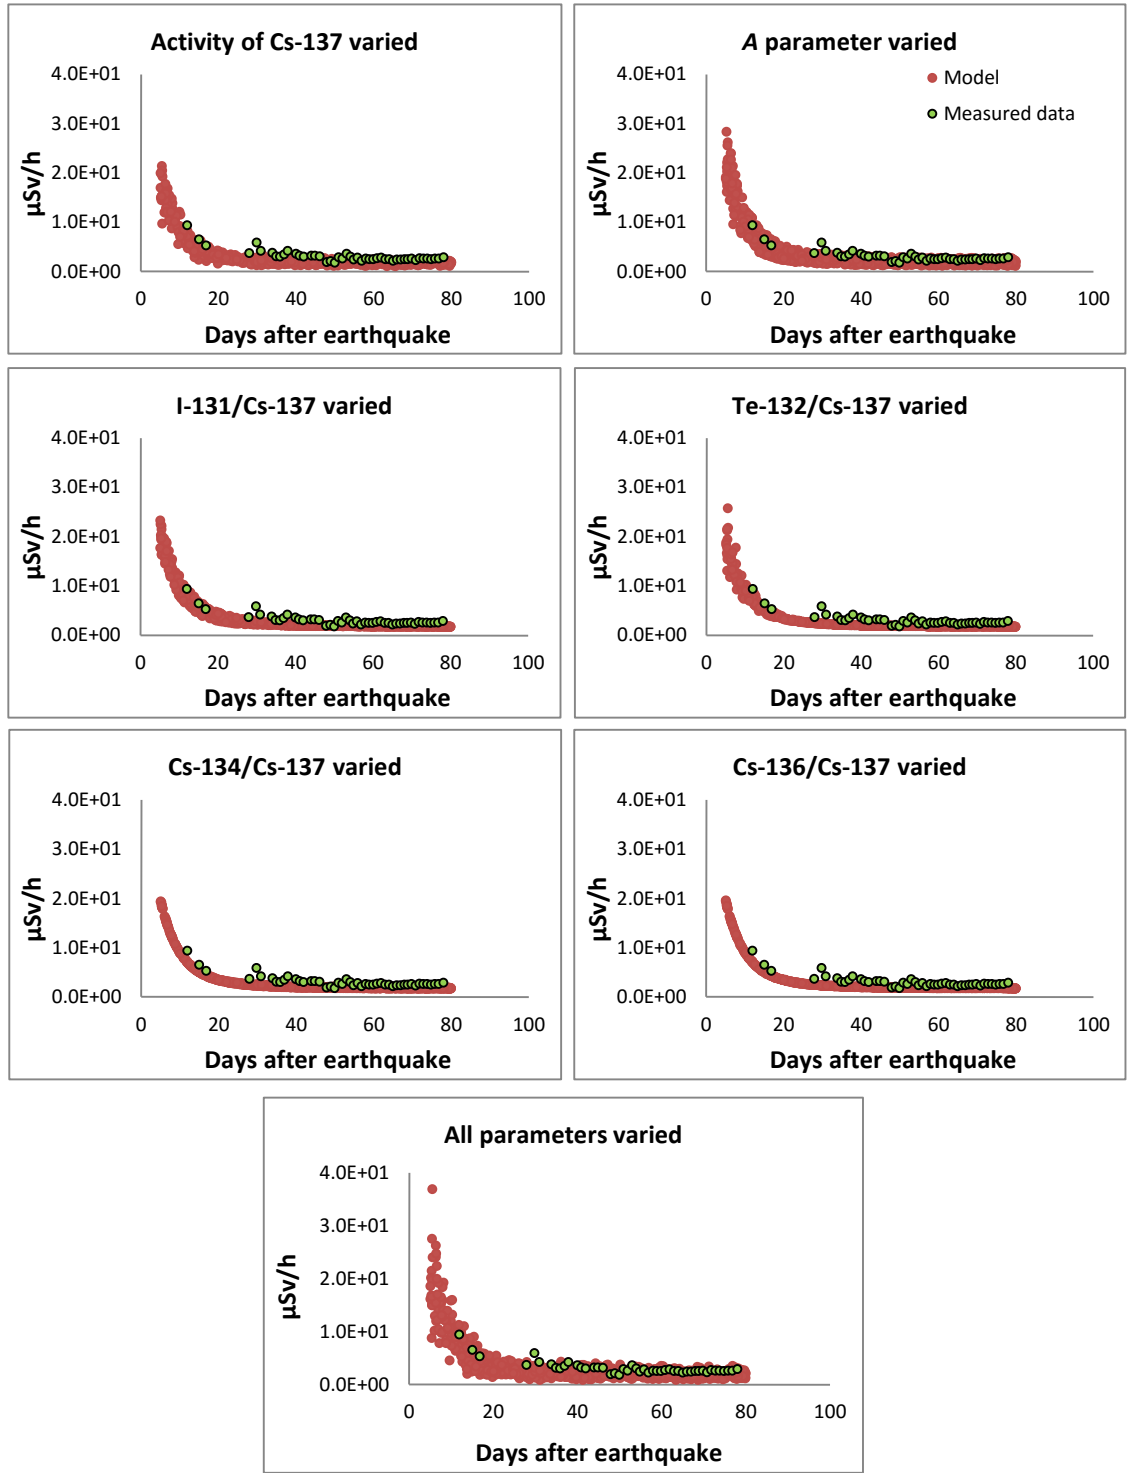 Activity of Cs-137 varied
4.0E+01
3.0E+01
2.0E+01
1.0E+01
0.0E+00
µSv/h
0 20 40 60 80 100
Days after earthquake
A parameter varied
Model
Measured data
4.0E+01
3.0E+01
2.0E+01
1.0E+01
0.0E+00
µSv/h
0 20 40 60 80 100
Days after earthquake
I-131/Cs-137 varied
4.0E+01
3.0E+01
2.0E+01
1.0E+01
0.0E+00
µSv/h
0 20 40 60 80 100
Days after earthquake
Te-132/Cs-137 varied
4.0E+01
3.0E+01
2.0E+01
1.0E+01
0.0E+00
µSv/h
0 20 40 60 80 100
Days after earthquake
Cs-134/Cs-137 varied
4.0E+01
3.0E+01
2.0E+01
1.0E+01
0.0E+00
µSv/h
0 20 40 60 80 100
Days after earthquake
Cs-136/Cs-137 varied
4.0E+01
3.0E+01
2.0E+01
1.0E+01
0.0E+00
µSv/h
0 20 40 60 80 100
Days after earthquake
All parameters varied
4.0E+01
3.0E+01
2.0E+01
1.0E+01
0.0E+00
µSv/h
0 20 40 60 80 100
Days after earthquake